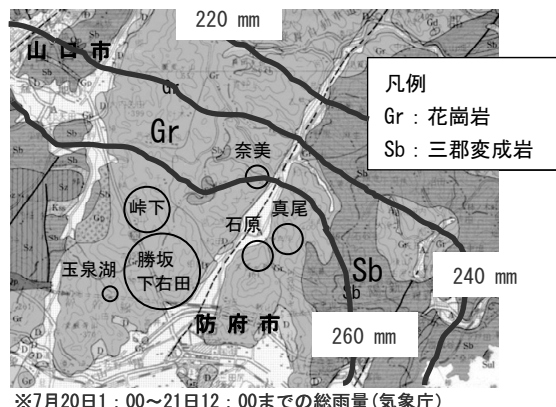 220 mm
山口市
凡例
Gr：花崗岩
Sb：三郡変成岩
Gr
Gr
奈美
峠下
石原
真尾
玉泉湖
勝坂
下右田
Sb
Sb
240 mm
防府市
260 mm
※7月20日1：00～21日12：00までの総雨量(気象庁)